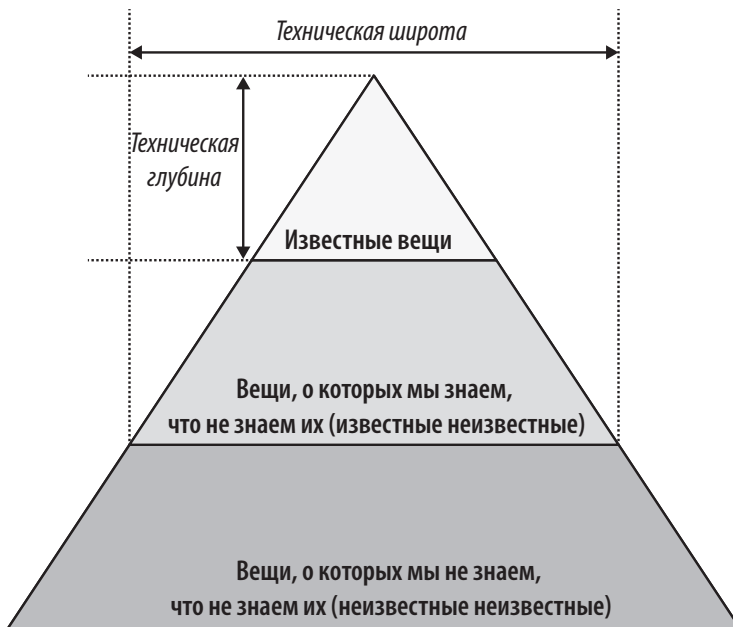 Техническая широта
Техническая
глубина
Известные вещи
Вещи, о которых мы знаем,
что не знаем их (известные неизвестные)
Вещи, о которых мы не знаем,
что не знаем их (неизвестные неизвестные)